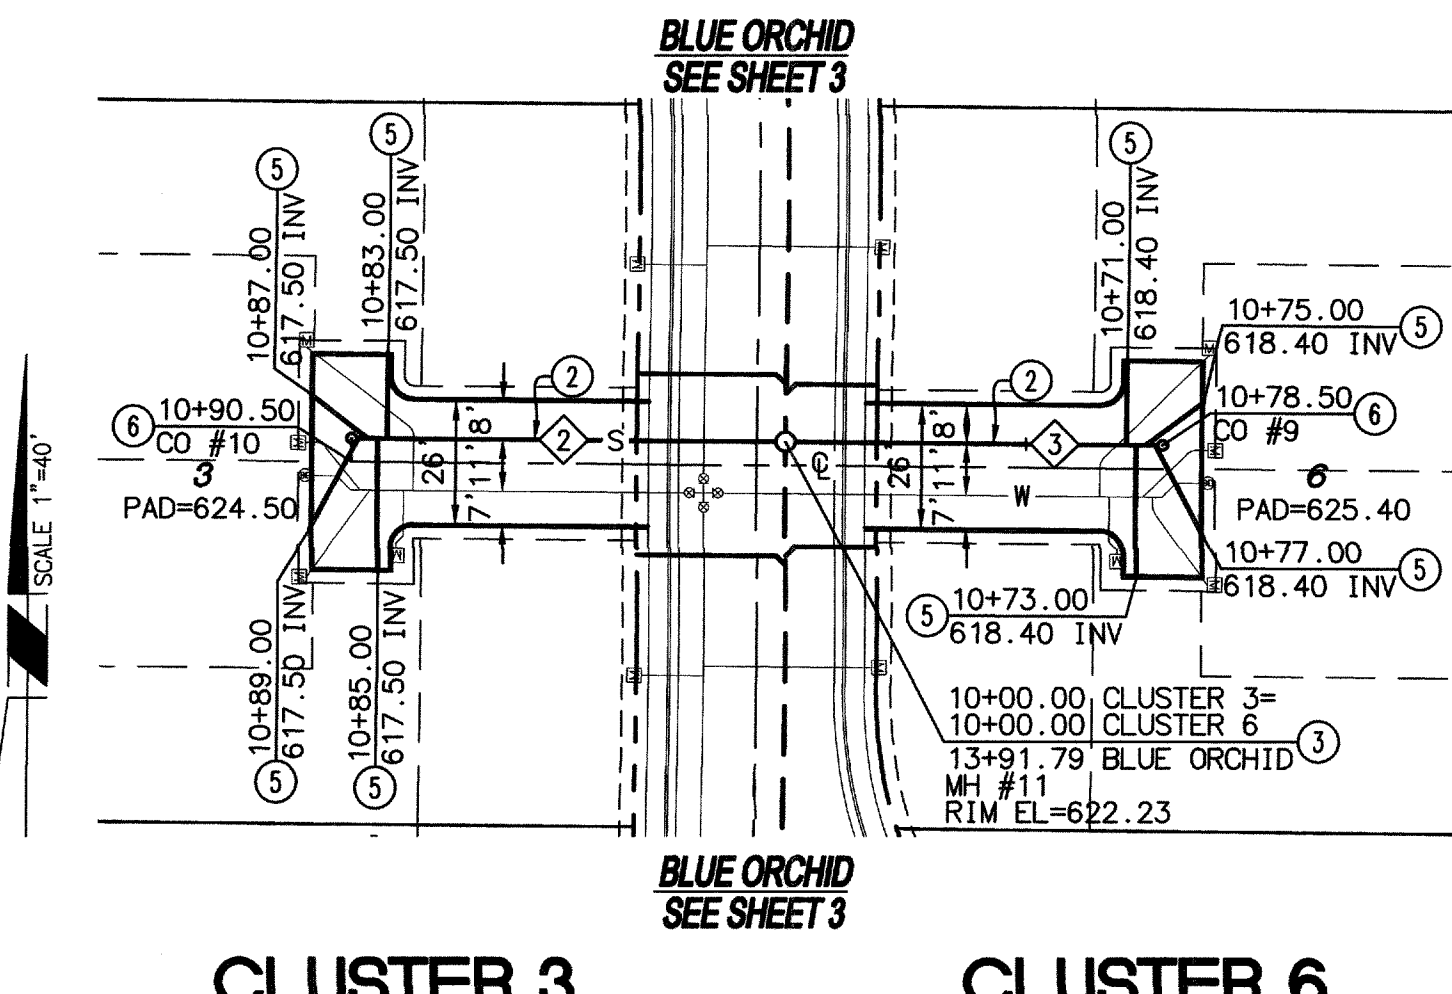 BLUE ORCHID
SEE SHEET 3
5
5
5
10+87.00
617.50 INV
10+83.00
617.50 INV
10+71.00
618.40 INV
10+75.00
618.40 INV
5
2
2
6
10+90.50
CO #10
3
PAD=624.50
10+78.50
CO #9
6
6
PAD=625.40
26'
8'
11'
7'
2
S
℄
26'
8'
11'
7'
3
W
SCALE 1"=40'
10+77.00
618.40 INV
5
5
10+73.00
618.40 INV
10+89.00
617.50 INV
5
10+85.00
617.50 INV
5
10+00.00 CLUSTER 3=
10+00.00 CLUSTER 6
13+91.79 BLUE ORCHID
3
MH #11
RIM EL=622.23
M
M
M
M
M
M
M
M
M
M
BLUE ORCHID
SEE SHEET 3
CLUSTER 3
CLUSTER 6